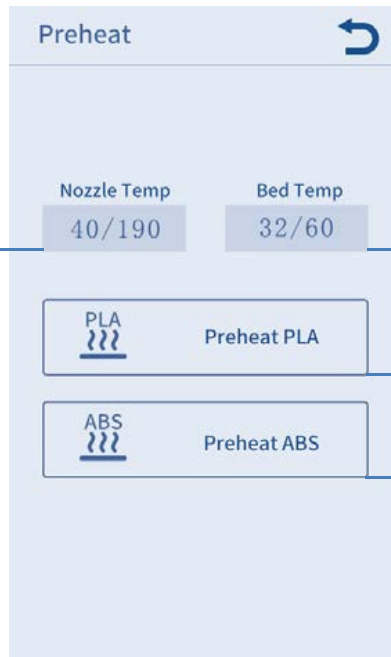 Preheat
Nozzle Temp Bed Temp
40/190 32/60
PLA
Preheat PLA
ABS
Preheat ABS